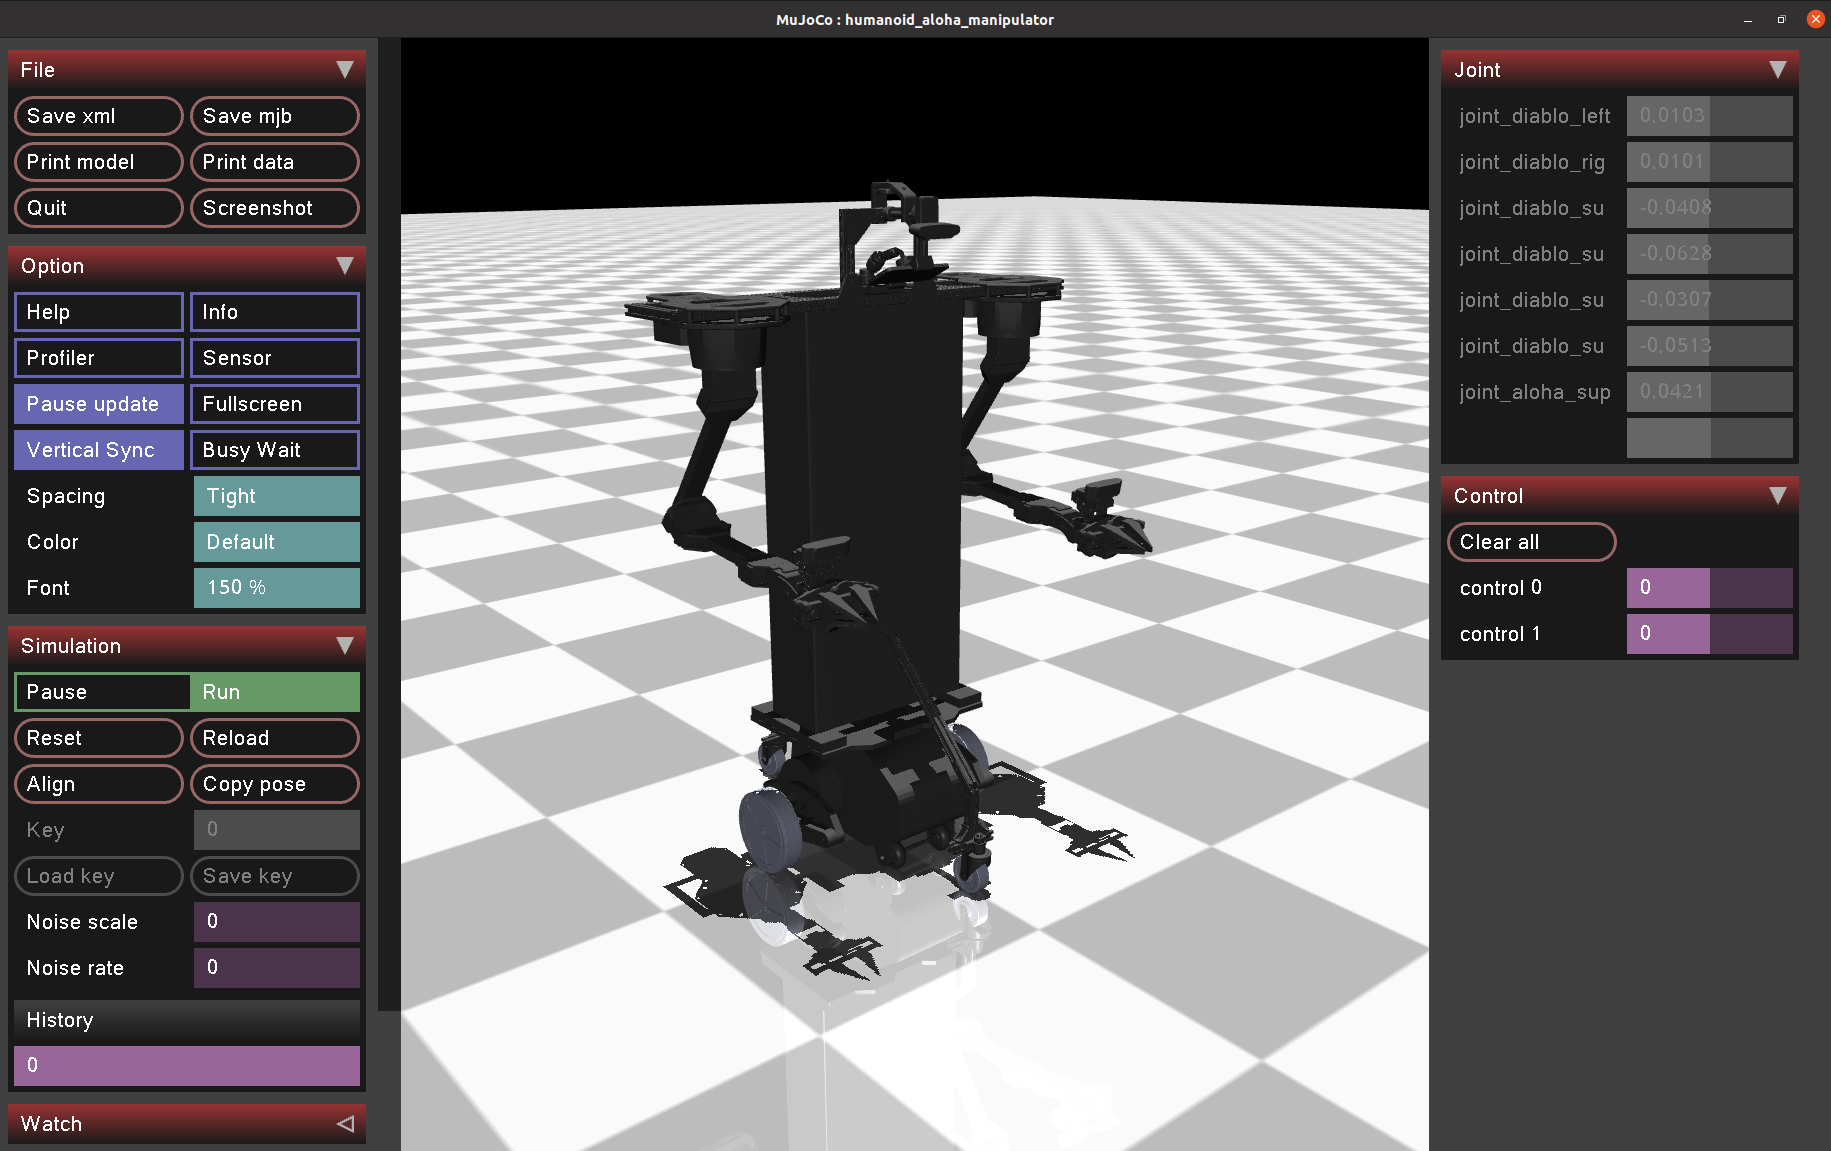 MuJoCo : humanoid_aloha_manipulator
File
Save xml
Save mjb
Print model
Print data
Quit
Screenshot
Option
Help
Info
Profiler
Sensor
Pause update
Fullscreen
Vertical Sync
Busy Wait
Spacing
Tight
Color
Default
Font
150 %
Simulation
Pause
Run
Reset
Reload
Align
Copy pose
Key
0
Load key
Save key
Noise scale
0
Noise rate
0
History
0
Watch
Joint
joint_diablo_left
0.0103
joint_diablo_rig
0.0101
joint_diablo_su
-0.0408
joint_diablo_su
-0.0628
joint_diablo_su
-0.0307
joint_diablo_su
-0.0513
joint_aloha_sup
0.0421
Control
Clear all
control 0
0
control 1
0